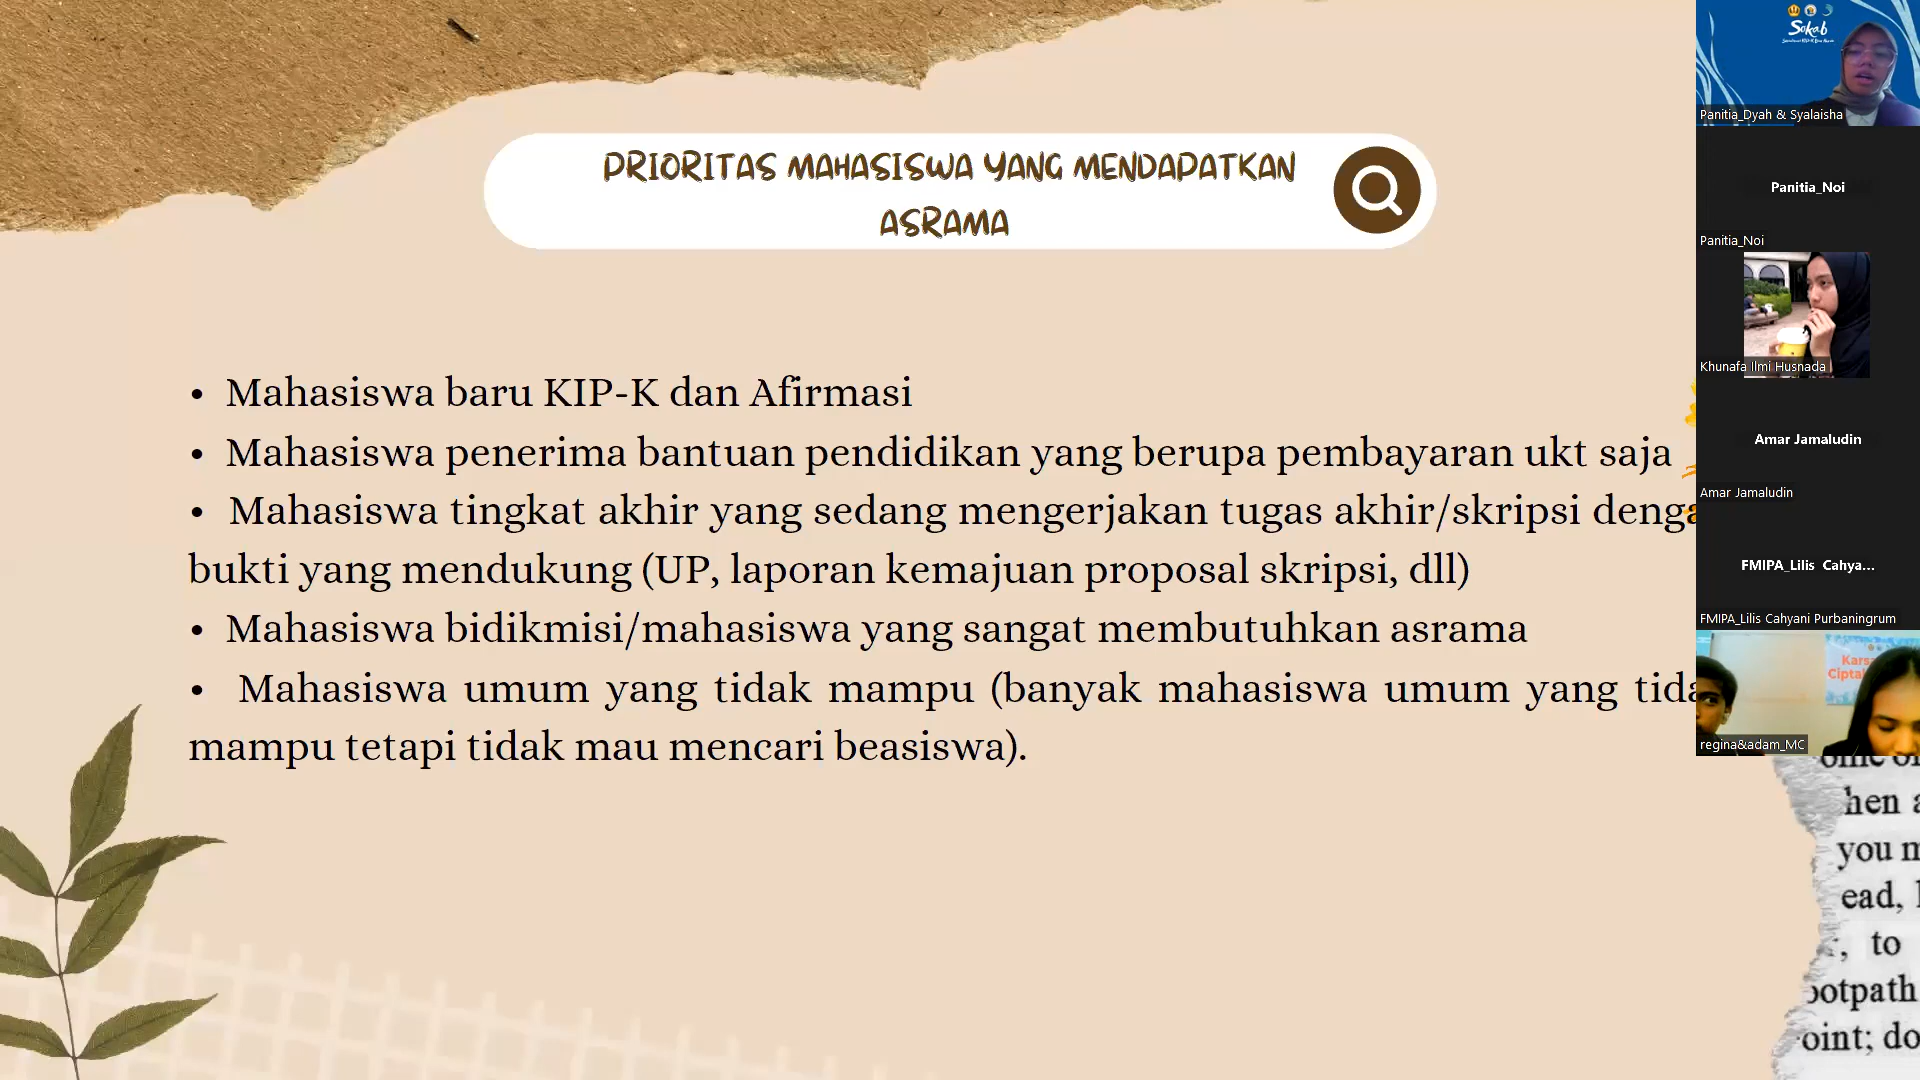 PRIORITAS MAHASISWA YANG MENDAPATKAN
ASRAMA
• Mahasiswa baru KIP-K dan Afirmasi
• Mahasiswa penerima bantuan pendidikan yang berupa pembayaran ukt saja
• Mahasiswa tingkat akhir yang sedang mengerjakan tugas akhir/skripsi denga
bukti yang mendukung (UP, laporan kemajuan proposal skripsi, dll)
• Mahasiswa bidikmisi/mahasiswa yang sangat membutuhkan asrama
• Mahasiswa umum yang tidak mampu (banyak mahasiswa umum yang tida
mampu tetapi tidak mau mencari beasiswa).
Sokab
Panitia_Dyah & Syalaisha
Panitia_Noi
Panitia_Noi
Khunafa Ilmi Husnada
Amar Jamaludin
Amar Jamaludin
FMIPA_Lilis Cahya...
FMIPA_Lilis Cahyani Purbaningrum
Karsa
Cipta
regina&adam_MC
hen a
you m
ead,
to
ootpath
oint; do